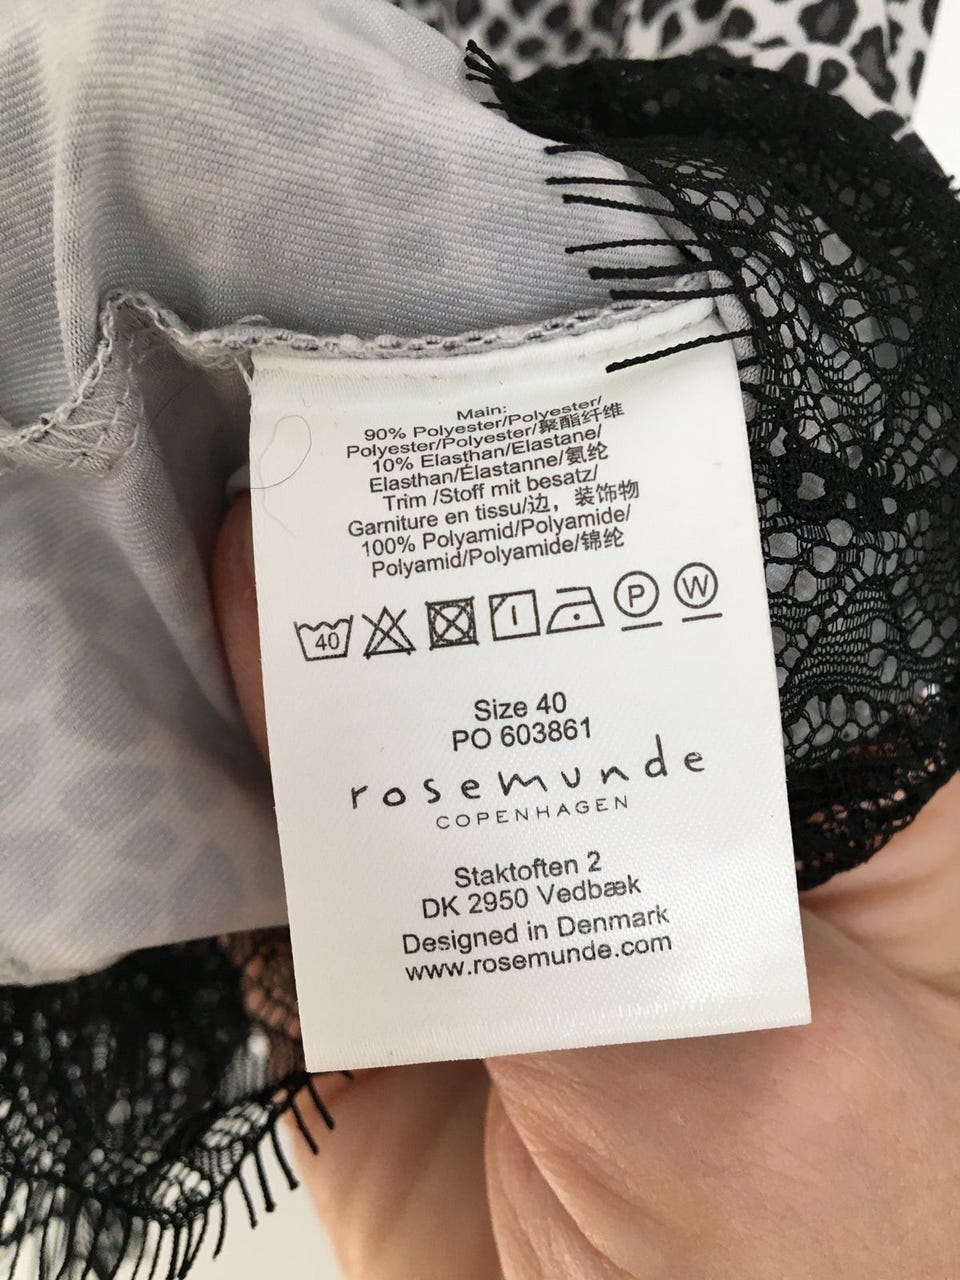 Main:
90% Polyester/Polyester/
Polyester/Polyester/聚酯纤维
10% Elasthan/Elastane/
Elasthan/Élastanne/氨纶
Trim /Stoff mit besatz/
Garniture en tissu/边，装饰物
100% Polyamid/Polyamide/
Polyamid/Polyamide/锦纶
40 P W
Size 40
PO 603861
rosemunde
COPENHAGEN
Staktoften 2
DK 2950 Vedbæk
Designed in Denmark
www.rosemunde.com